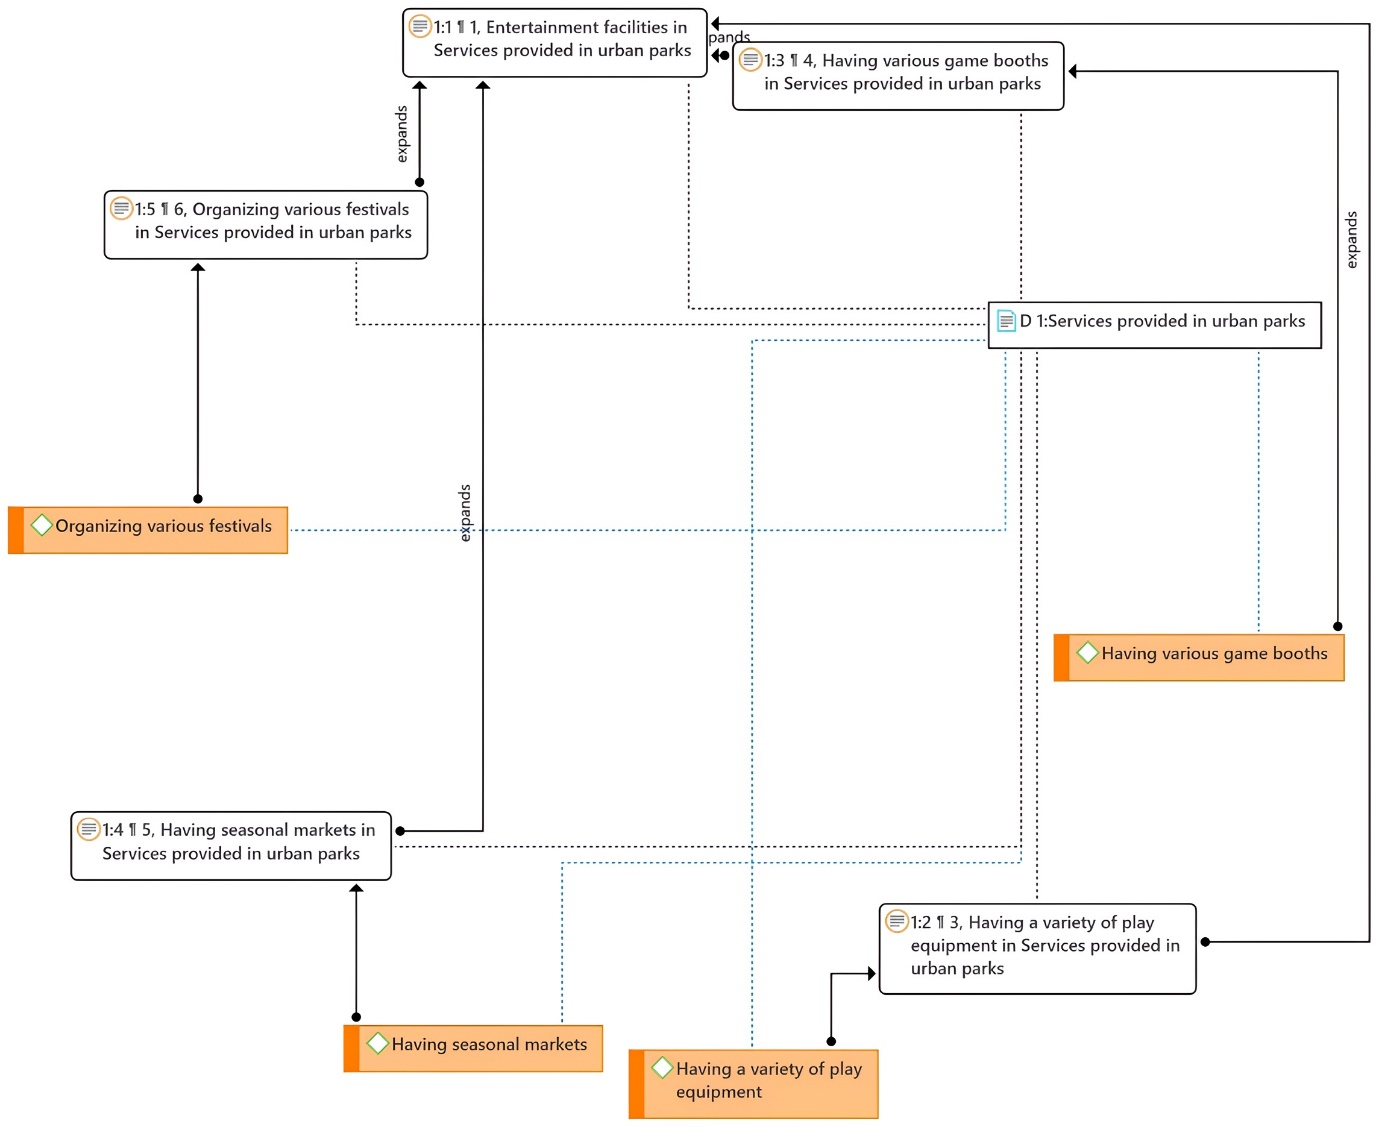 1:1 ¶ 1, Entertainment facilities in
Services provided in urban parks
pands
1:3 ¶ 4, Having various game booths
in Services provided in urban parks
expands
1:5 ¶ 6, Organizing various festivals
in Services provided in urban parks
expands
D 1:Services provided in urban parks
expands
Organizing various festivals
Having various game booths
1:4 ¶ 5, Having seasonal markets in
Services provided in urban parks
1:2 ¶ 3, Having a variety of play
equipment in Services provided in
urban parks
Having seasonal markets
Having a variety of play
equipment